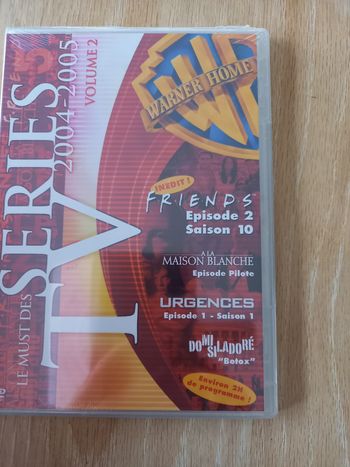 LE MUST DES
SERIES
TV
2004-2005
VOLUME 2
WARNER HOME
INEDIT !
FRIENDS
Episode 2
Saison 10
A LA
MAISON BLANCHE
Episode Pilote
URGENCES
Episode 1 - Saison 1
DOMISILADORÉ
"Botox"
Environ 2H
de programme !